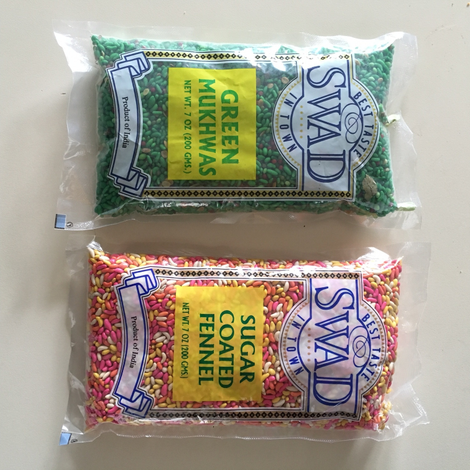 BEST TASTE
SWAD
IN TOWN
GREEN
MUKHWAS
NET WT. 7 OZ (200 GMS.)
Product of India
BEST TASTE
SWAD
IN TOWN
SUGAR
COATED
FENNEL
NET WT. 7 OZ (200 GMS)
Product of India